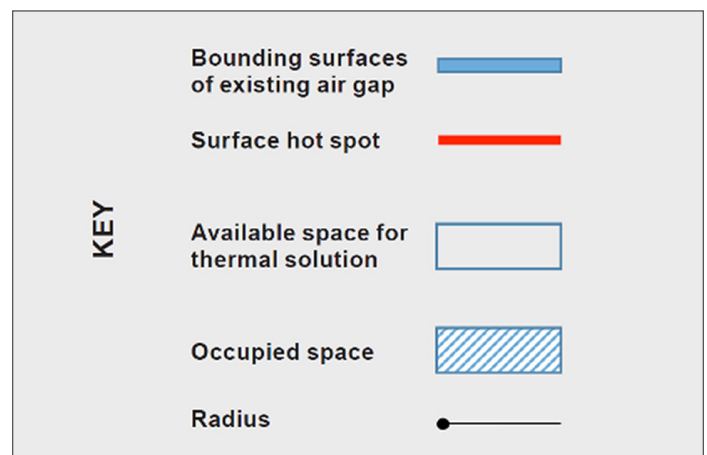 KEY
Bounding surfaces
of existing air gap
Surface hot spot
Available space for
thermal solution
Occupied space
Radius